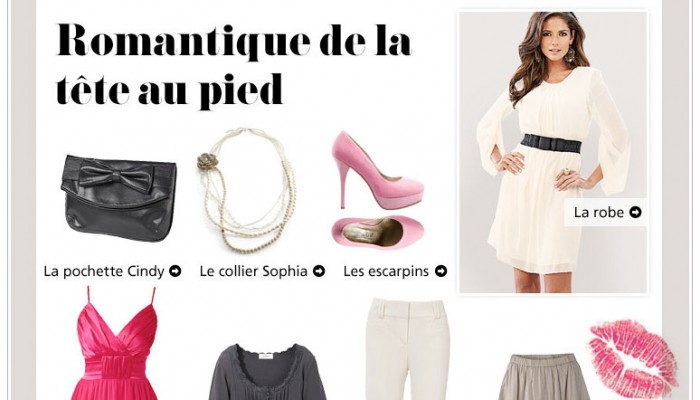 Romantique de la
tête au pied
La robe
La pochette Cindy
Le collier Sophia
Les escarpins